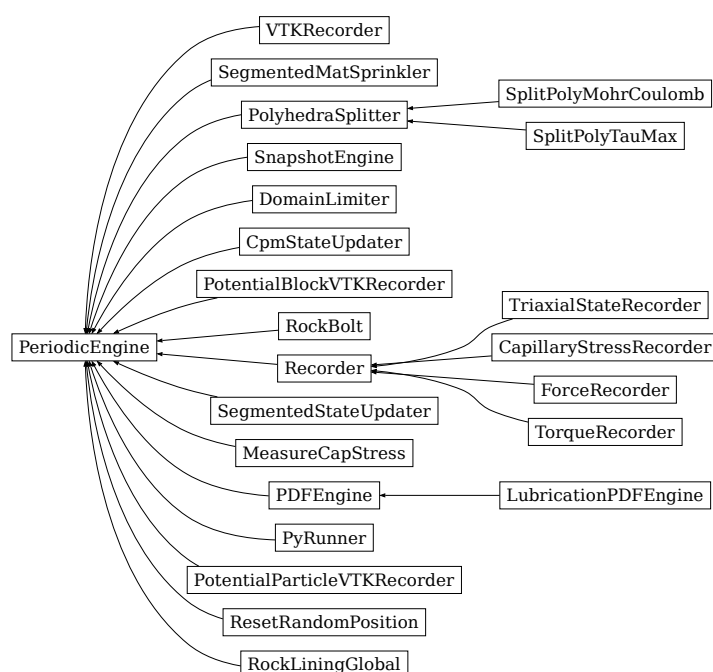 VTKRecorder
SegmentedMatSprinkler
SplitPolyMohrCoulomb
PolyhedraSplitter
SplitPolyTauMax
SnapshotEngine
DomainLimiter
CpmStateUpdater
PotentialBlockVTKRecorder
TriaxialStateRecorder
RockBolt
PeriodicEngine
CapillaryStressRecorder
Recorder
ForceRecorder
SegmentedStateUpdater
TorqueRecorder
MeasureCapStress
PDFEngine
LubricationPDFEngine
PyRunner
PotentialParticleVTKRecorder
ResetRandomPosition
RockLiningGlobal